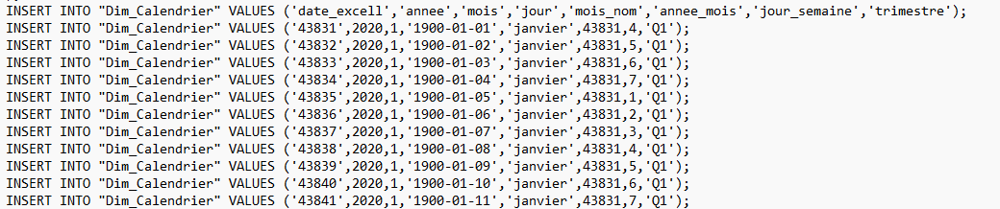 INSERT INTO "Dim_Calendrier" VALUES ('date_excell','annee','mois','jour','mois_nom','annee_mois','jour_semaine','trimestre');
INSERT INTO "Dim_Calendrier" VALUES ('43831',2020,1,'1900-01-01','janvier',43831,4,'Q1');
INSERT INTO "Dim_Calendrier" VALUES ('43832',2020,1,'1900-01-02','janvier',43831,5,'Q1');
INSERT INTO "Dim_Calendrier" VALUES ('43833',2020,1,'1900-01-03','janvier',43831,6,'Q1');
INSERT INTO "Dim_Calendrier" VALUES ('43834',2020,1,'1900-01-04','janvier',43831,7,'Q1');
INSERT INTO "Dim_Calendrier" VALUES ('43835',2020,1,'1900-01-05','janvier',43831,1,'Q1');
INSERT INTO "Dim_Calendrier" VALUES ('43836',2020,1,'1900-01-06','janvier',43831,2,'Q1');
INSERT INTO "Dim_Calendrier" VALUES ('43837',2020,1,'1900-01-07','janvier',43831,3,'Q1');
INSERT INTO "Dim_Calendrier" VALUES ('43838',2020,1,'1900-01-08','janvier',43831,4,'Q1');
INSERT INTO "Dim_Calendrier" VALUES ('43839',2020,1,'1900-01-09','janvier',43831,5,'Q1');
INSERT INTO "Dim_Calendrier" VALUES ('43840',2020,1,'1900-01-10','janvier',43831,6,'Q1');
INSERT INTO "Dim_Calendrier" VALUES ('43841',2020,1,'1900-01-11','janvier',43831,7,'Q1');